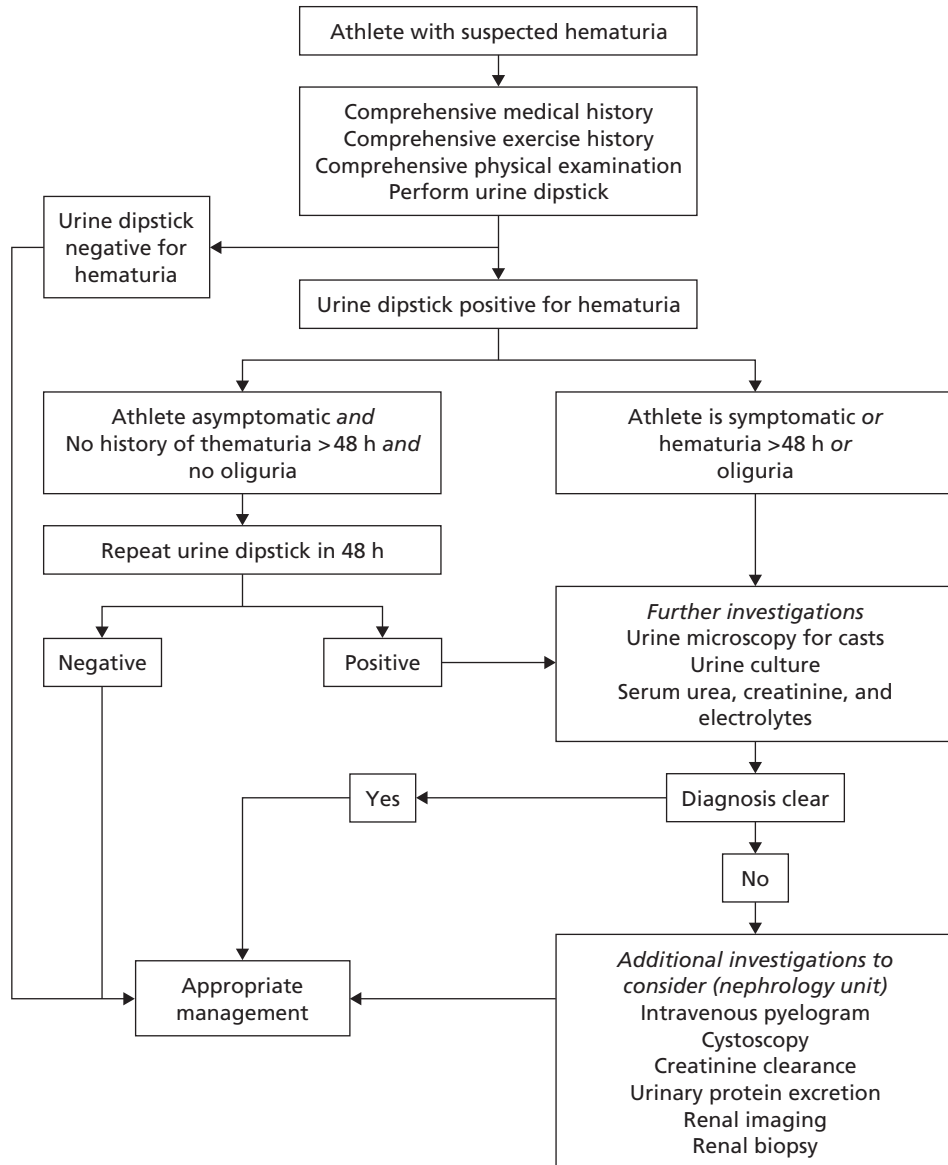 Athlete with suspected hematuria
Comprehensive medical history
Comprehensive exercise history
Comprehensive physical examination
Perform urine dipstick
Urine dipstick
negative for
hematuria
Urine dipstick positive for hematuria
Athlete asymptomatic and
No history of thematuria >48 h and
no oliguria
Athlete is symptomatic or
hematuria >48 h or
oliguria
Repeat urine dipstick in 48 h
Negative
Positive
Further investigations
Urine microscopy for casts
Urine culture
Serum urea, creatinine, and
electrolytes
Yes
Diagnosis clear
No
Appropriate
management
Additional investigations to
consider (nephrology unit)
Intravenous pyelogram
Cystoscopy
Creatinine clearance
Urinary protein excretion
Renal imaging
Renal biopsy